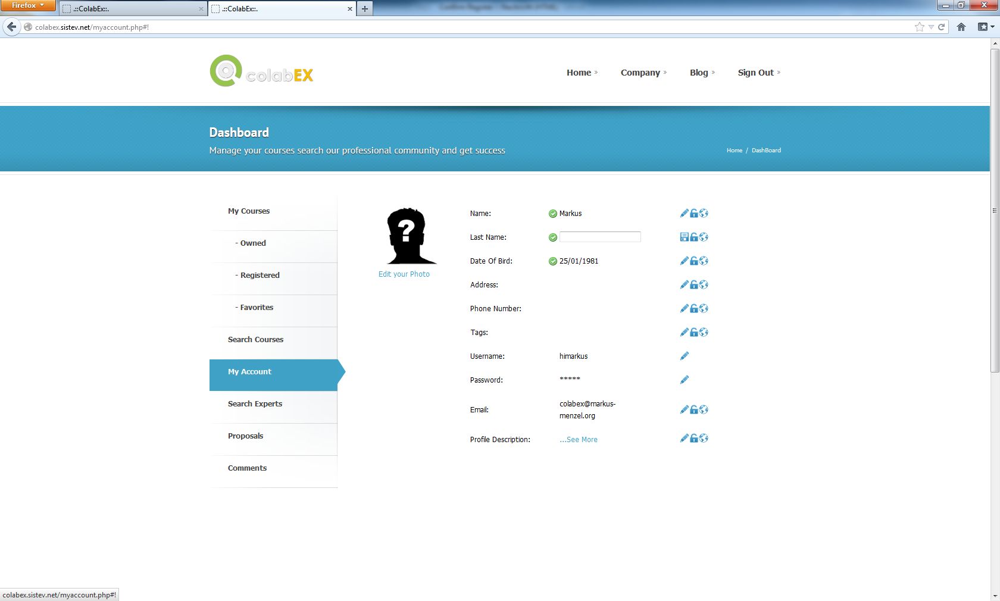 Firefox
.::ColabEx::.
.::ColabEx::.
colabex.sistev.net/myaccount.php#!
colabEX
Home
Company
Blog
Sign Out
Dashboard
Manage your courses search our professional community and get success
Home / DashBoard
My Courses
- Owned
- Registered
- Favorites
Search Courses
My Account
Search Experts
Proposals
Comments
?
Edit your Photo
Name: Markus
Last Name:
Date Of Bird: 25/01/1981
Address:
Phone Number:
Tags:
Username: himarkus
Password: *****
Email: colabex@markus-
menzel.org
Profile Description: ...See More
colabex.sistev.net/myaccount.php#!